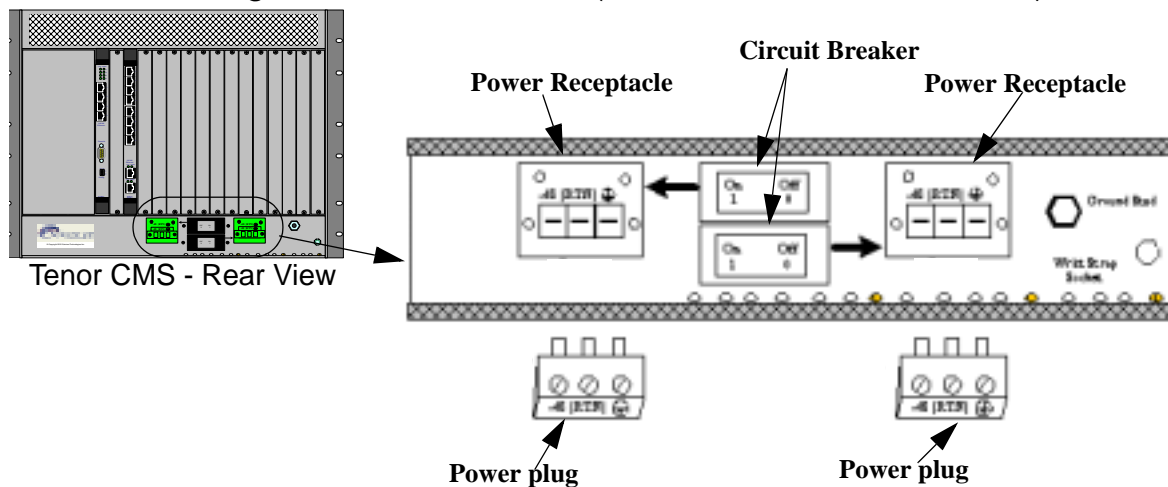 Circuit Breaker
Power Receptacle
Power Receptacle
On Off
1 0
-48 (RTN)
-48 (RTN)
Ground Stud
On Off
1 0
Wrist Strap
Socket
Tenor CMS - Rear View
-48 (RTN)
-48 (RTN)
Power plug
Power plug